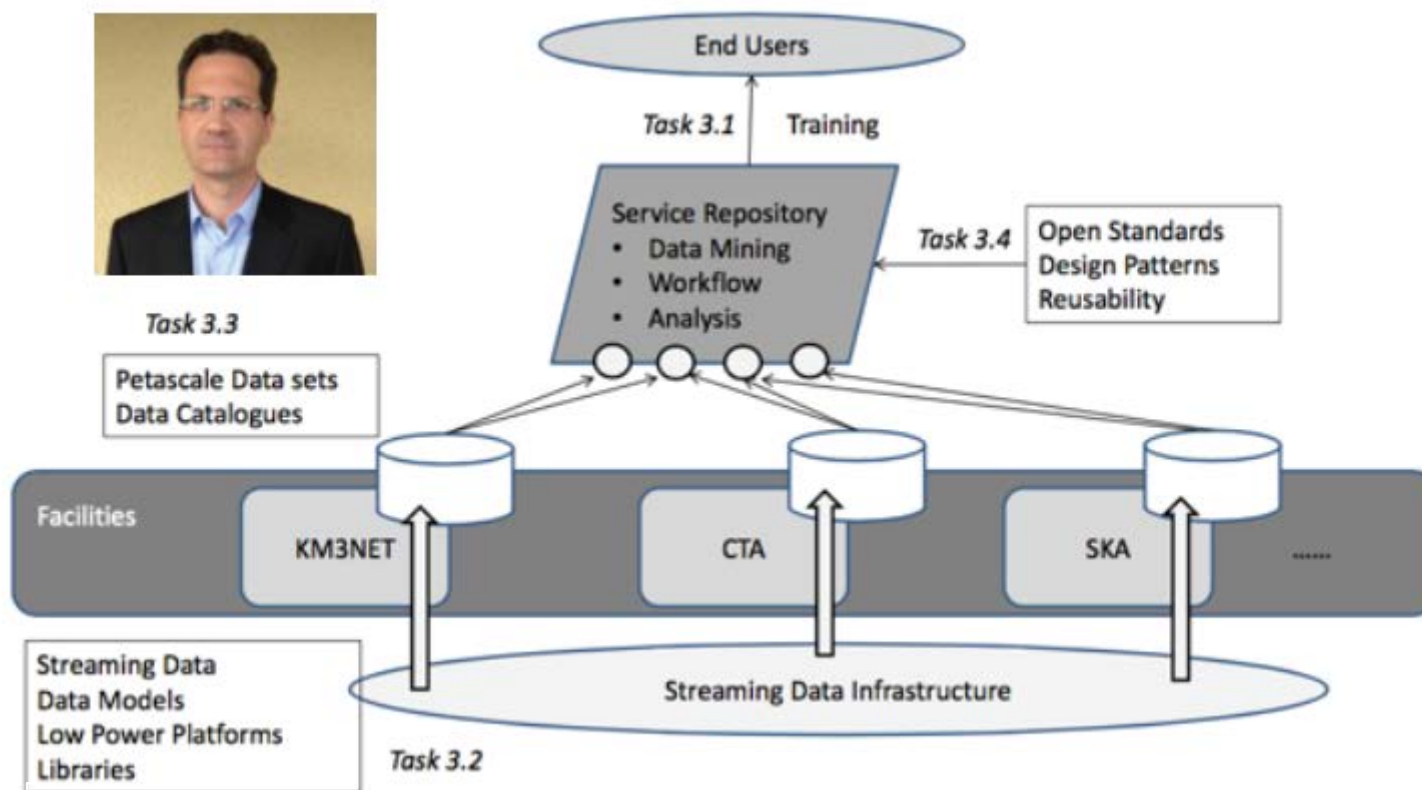 End Users
Task 3.1
Training
Service Repository
• Data Mining
• Workflow
• Analysis
Task 3.4
Open Standards
Design Patterns
Reusability
Task 3.3
Petascale Data sets
Data Catalogues
Facilities
KM3NET
CTA
SKA
......
Streaming Data
Data Models
Low Power Platforms
Libraries
Streaming Data Infrastructure
Task 3.2